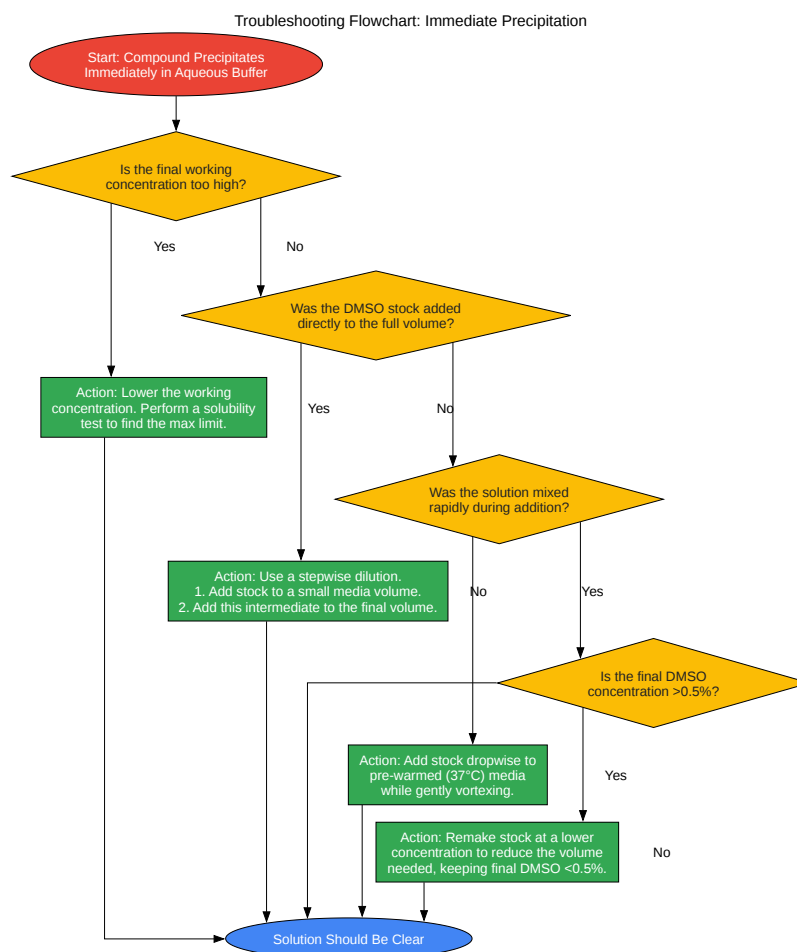 Troubleshooting Flowchart: Immediate Precipitation
Start: Compound Precipitates
Immediately in Aqueous Buffer
Is the final working
concentration too high?
Yes
No
Was the DMSO stock added
directly to the full volume?
Action: Lower the working
concentration. Perform a solubility
test to find the max limit.
Yes
No
Was the solution mixed
rapidly during addition?
Action: Use a stepwise dilution.
1. Add stock to a small media volume.
2. Add this intermediate to the final volume.
No
Yes
Is the final DMSO
concentration >0.5%?
Action: Add stock dropwise to
pre-warmed (37°C) media
while gently vortexing.
Yes
Action: Remake stock at a lower
concentration to reduce the volume
needed, keeping final DMSO <0.5%.
No
Solution Should Be Clear